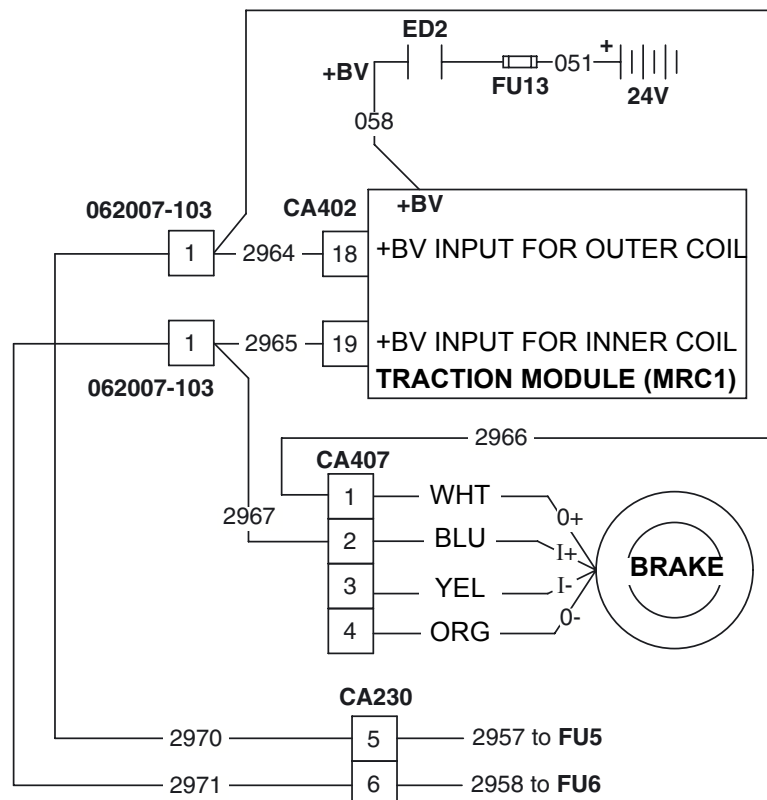 ED2
+BV
FU13
051
+
24V
058
+BV
062007-103
CA402
1
2964
18
+BV INPUT FOR OUTER COIL
1
2965
19
+BV INPUT FOR INNER COIL
TRACTION MODULE (MRC1)
062007-103
2966
CA407
1
WHT
0+
2967
2
BLU
I+
BRAKE
3
YEL
I-
4
ORG
0-
CA230
2970
5
2957 to FU5
2971
6
2958 to FU6